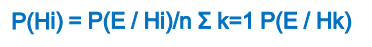 P(Hi) = P(E / Hi)/n Σ k=1 P(E / Hk)